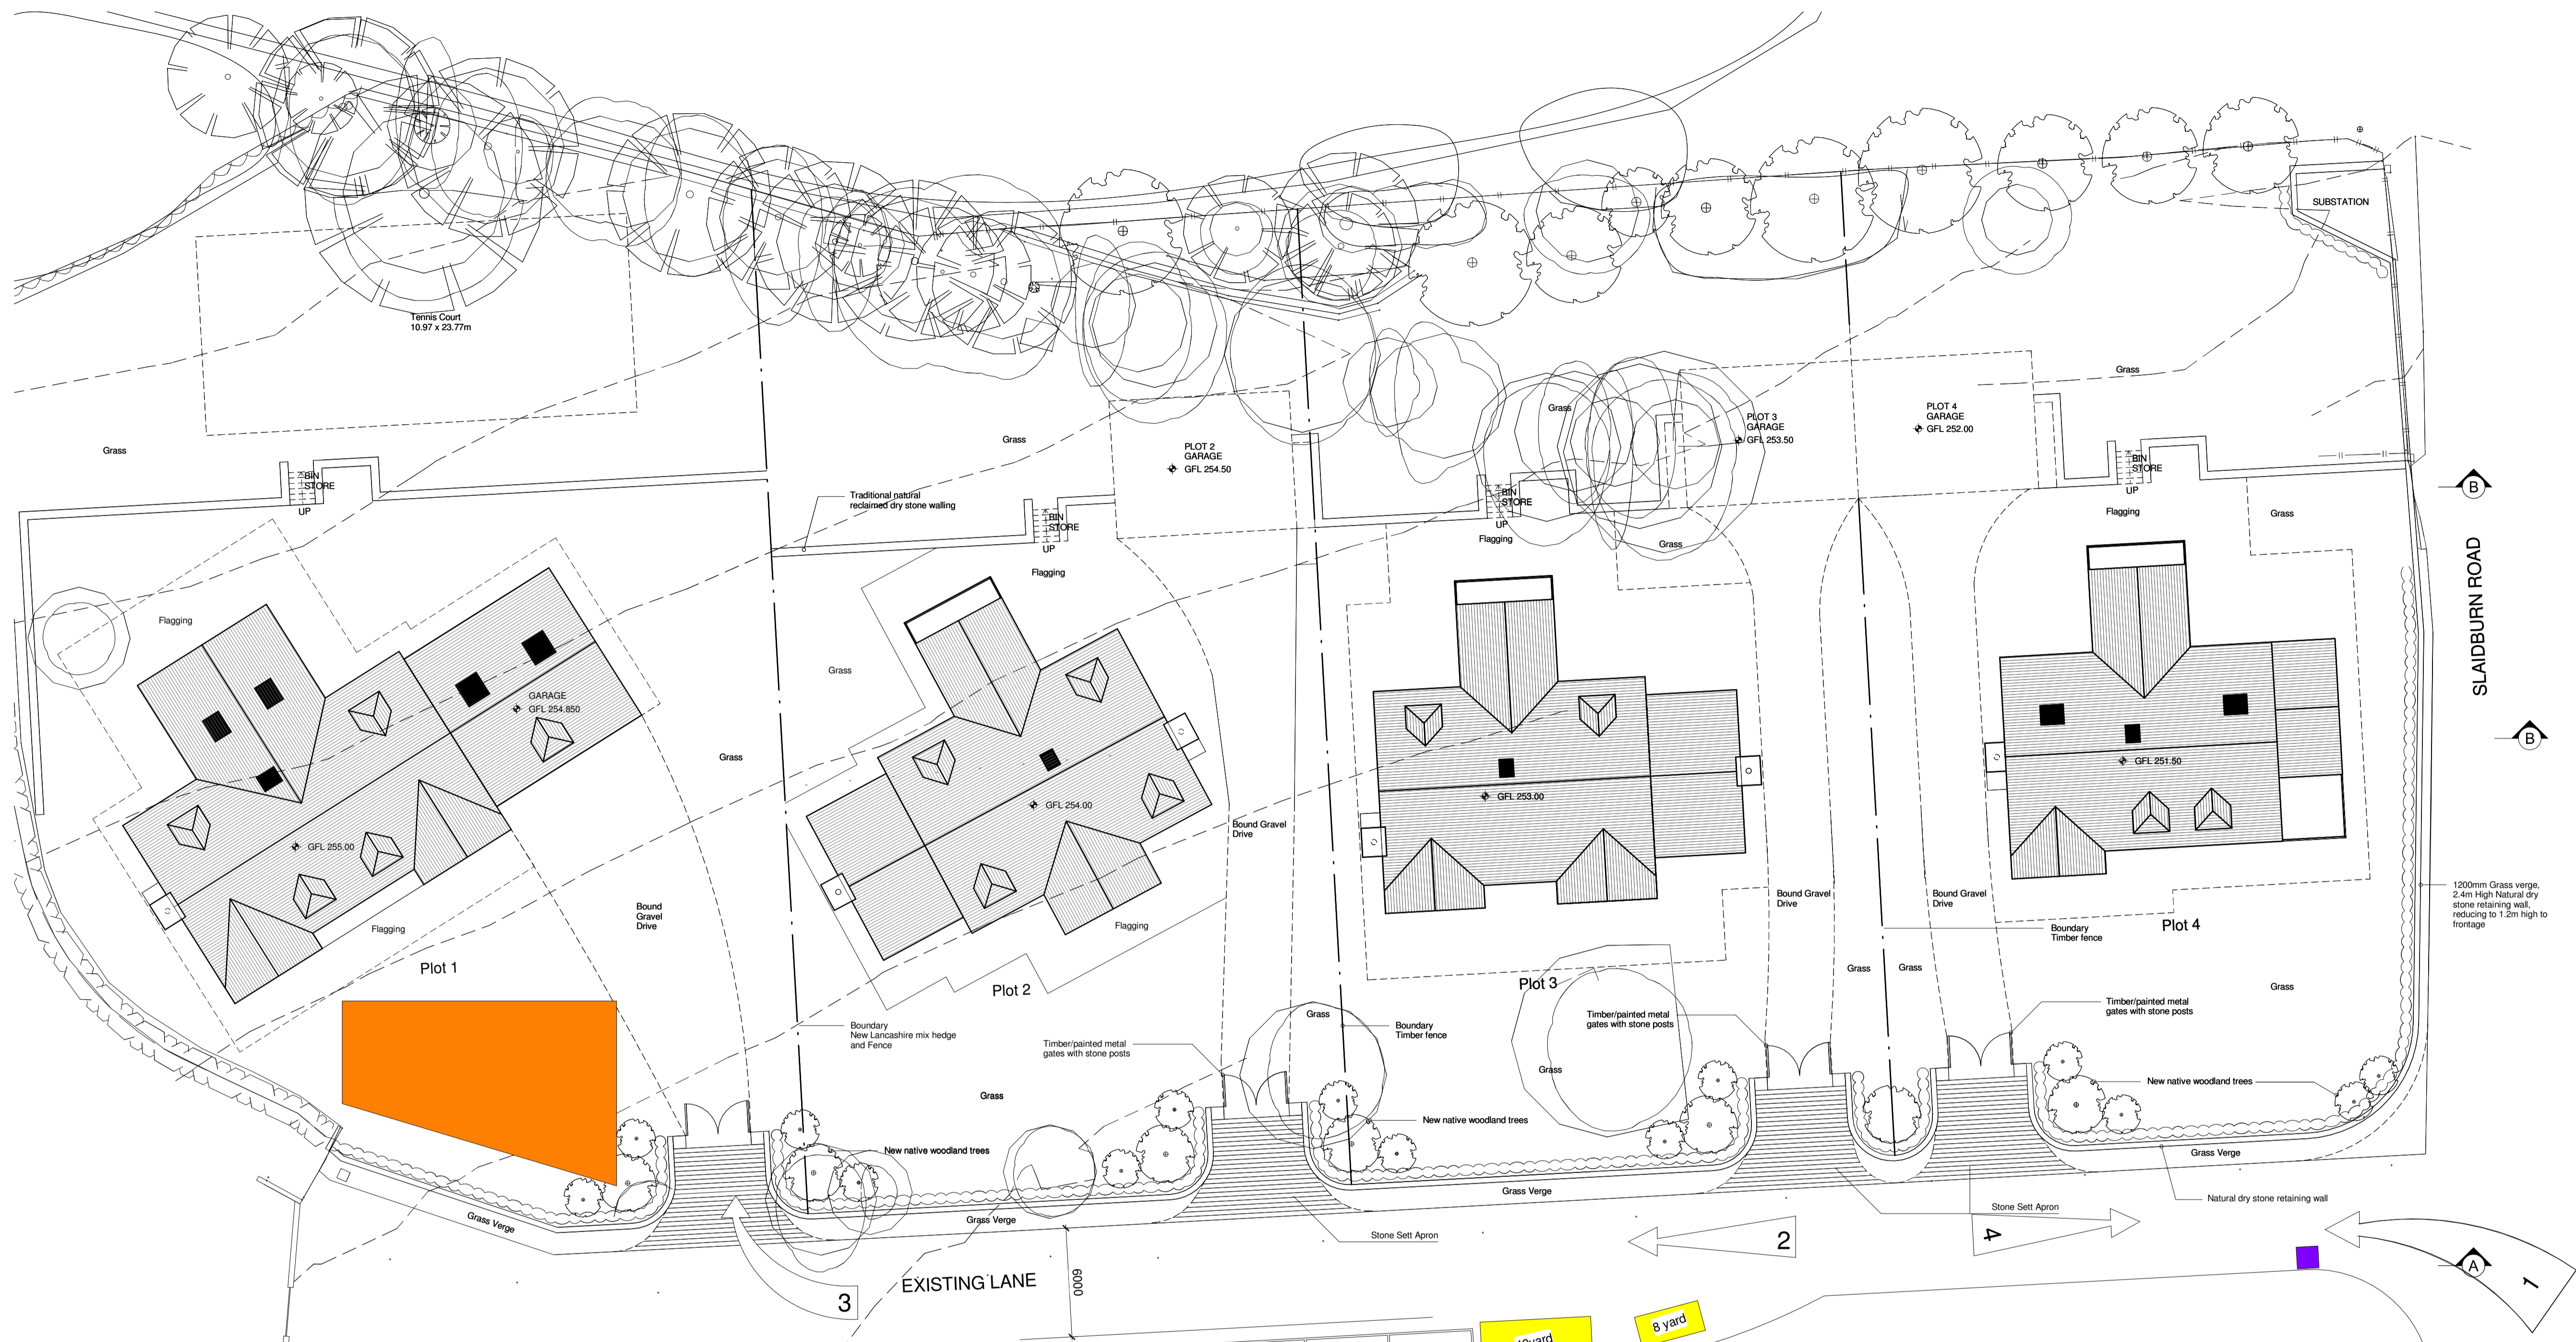 SUBSTATION
Tennis Court
10.97 x 23.77m
Grass
Grass
Grass
PLOT 2
GARAGE
GFL 254.50
Grass
PLOT 3
GARAGE
GFL 253.50
PLOT 4
GARAGE
GFL 252.00
Grass
BIN
STORE
UP
Traditional natural
reclaimed dry stone walling
BIN
STORE
UP
Flagging
BIN
STORE
UP
Flagging
Grass
BIN
STORE
UP
Flagging
Grass
B
SLAIDBURN ROAD
B
Flagging
GARAGE
GFL 254.850
GFL 255.00
Flagging
Plot 1
Grass
Grass
Bound
Gravel
Drive
GFL 254.00
Flagging
Plot 2
Bound Gravel
Drive
GFL 253.00
Plot 3
Bound Gravel
Drive
Bound Gravel
Drive
GFL 251.50
Plot 4
Boundary
Timber fence
1200mm Grass verge,
2.4m High Natural dry
stone retaining wall,
reducing to 1.2m high to
frontage
Grass
Grass
Grass
Boundary
New Lancashire mix hedge
and Fence
Timber/painted metal
gates with stone posts
Grass
Boundary
Timber fence
Timber/painted metal
gates with stone posts
Timber/painted metal
gates with stone posts
Grass
Grass
New native woodland trees
New native woodland trees
New native woodland trees
Grass Verge
Grass Verge
Grass Verge
Grass Verge
Stone Sett Apron
Stone Sett Apron
Natural dry stone retaining wall
EXISTING LANE
6000
3
2
4
1
A
8 yard